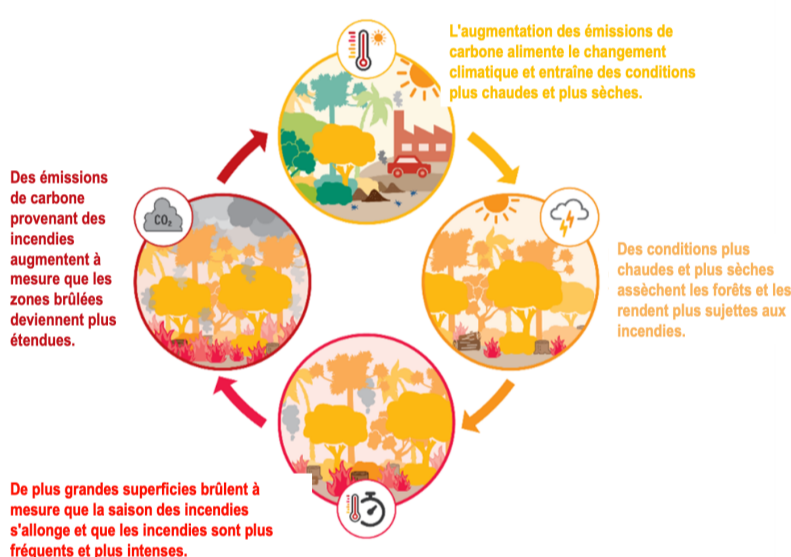 L'augmentation des émissions de
carbone alimente le changement
climatique et entraîne des conditions
plus chaudes et plus sèches.
Des conditions plus
chaudes et plus sèches
assèchent les forêts et les
rendent plus sujettes aux
incendies.
De plus grandes superficies brûlent à
mesure que la saison des incendies
s'allonge et que les incendies sont plus
fréquents et plus intenses.
Des émissions
de carbone
provenant des
incendies
augmentent à
mesure que les
zones brûlées
deviennent plus
étendues.
CO₂